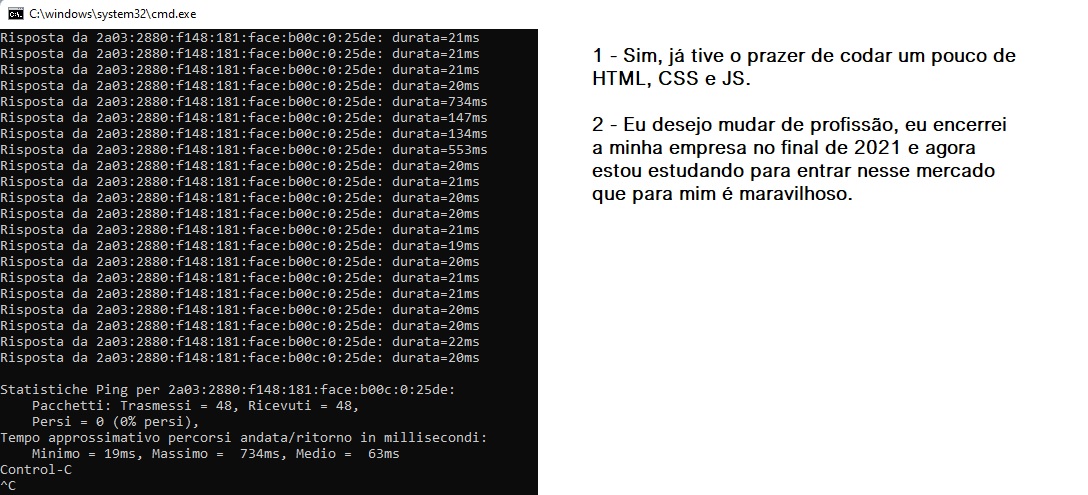 C:\windows\system32\cmd.exe
Risposta da 2a03:2880:f148:181:face:b00c:0:25de: durata=21ms
Risposta da 2a03:2880:f148:181:face:b00c:0:25de: durata=21ms
Risposta da 2a03:2880:f148:181:face:b00c:0:25de: durata=21ms
Risposta da 2a03:2880:f148:181:face:b00c:0:25de: durata=20ms
Risposta da 2a03:2880:f148:181:face:b00c:0:25de: durata=734ms
Risposta da 2a03:2880:f148:181:face:b00c:0:25de: durata=147ms
Risposta da 2a03:2880:f148:181:face:b00c:0:25de: durata=134ms
Risposta da 2a03:2880:f148:181:face:b00c:0:25de: durata=553ms
Risposta da 2a03:2880:f148:181:face:b00c:0:25de: durata=20ms
Risposta da 2a03:2880:f148:181:face:b00c:0:25de: durata=21ms
Risposta da 2a03:2880:f148:181:face:b00c:0:25de: durata=20ms
Risposta da 2a03:2880:f148:181:face:b00c:0:25de: durata=20ms
Risposta da 2a03:2880:f148:181:face:b00c:0:25de: durata=21ms
Risposta da 2a03:2880:f148:181:face:b00c:0:25de: durata=19ms
Risposta da 2a03:2880:f148:181:face:b00c:0:25de: durata=20ms
Risposta da 2a03:2880:f148:181:face:b00c:0:25de: durata=21ms
Risposta da 2a03:2880:f148:181:face:b00c:0:25de: durata=21ms
Risposta da 2a03:2880:f148:181:face:b00c:0:25de: durata=20ms
Risposta da 2a03:2880:f148:181:face:b00c:0:25de: durata=20ms
Risposta da 2a03:2880:f148:181:face:b00c:0:25de: durata=22ms
Risposta da 2a03:2880:f148:181:face:b00c:0:25de: durata=20ms
Statistiche Ping per 2a03:2880:f148:181:face:b00c:0:25de:
Pacchetti: Trasmessi = 48, Ricevuti = 48,
Persi = 0 (0% persi),
Tempo approssimativo percorsi andata/ritorno in millisecondi:
Minimo = 19ms, Massimo =  734ms, Medio =  63ms
Control-C
^C
1 - Sim, já tive o prazer de codar um pouco de
HTML, CSS e JS.
2 - Eu desejo mudar de profissão, eu encerrei
a minha empresa no final de 2021 e agora
estou estudando para entrar nesse mercado
que para mim é maravilhoso.